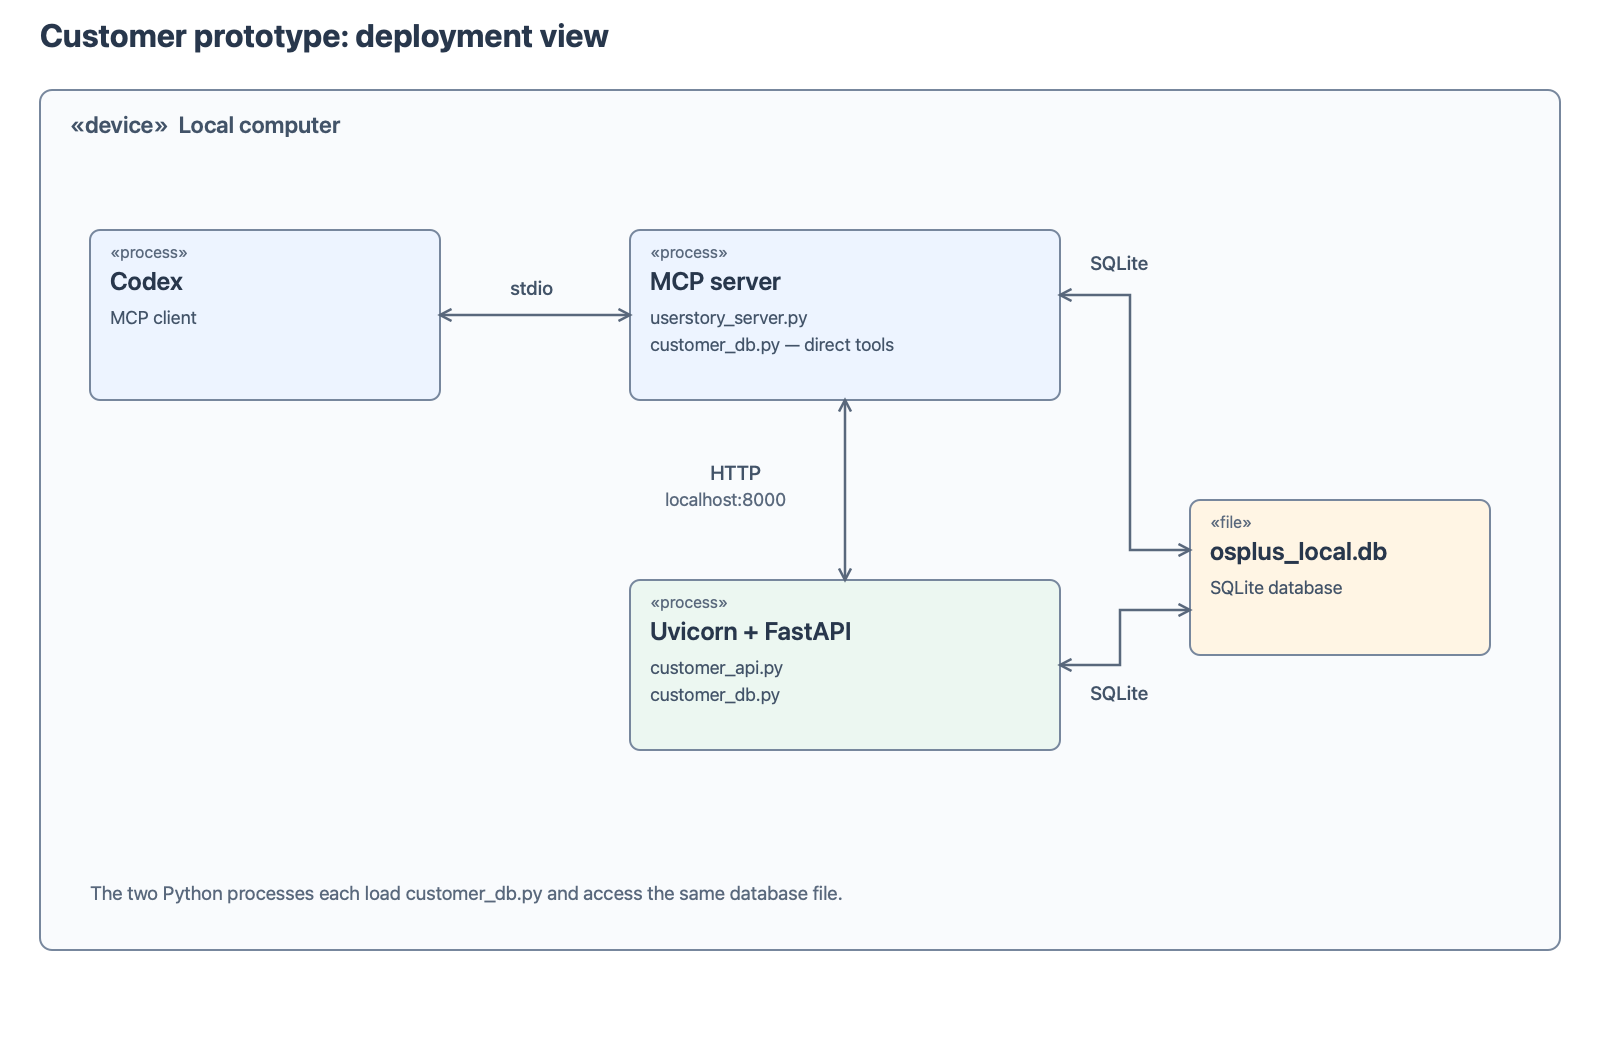 Customer prototype: deployment view
«device» Local computer
«process»
Codex
MCP client
stdio
«process»
MCP server
userstory_server.py
customer_db.py — direct tools
SQLite
HTTP
localhost:8000
«file»
osplus_local.db
SQLite database
«process»
Uvicorn + FastAPI
customer_api.py
customer_db.py
SQLite
The two Python processes each load customer_db.py and access the same database file.